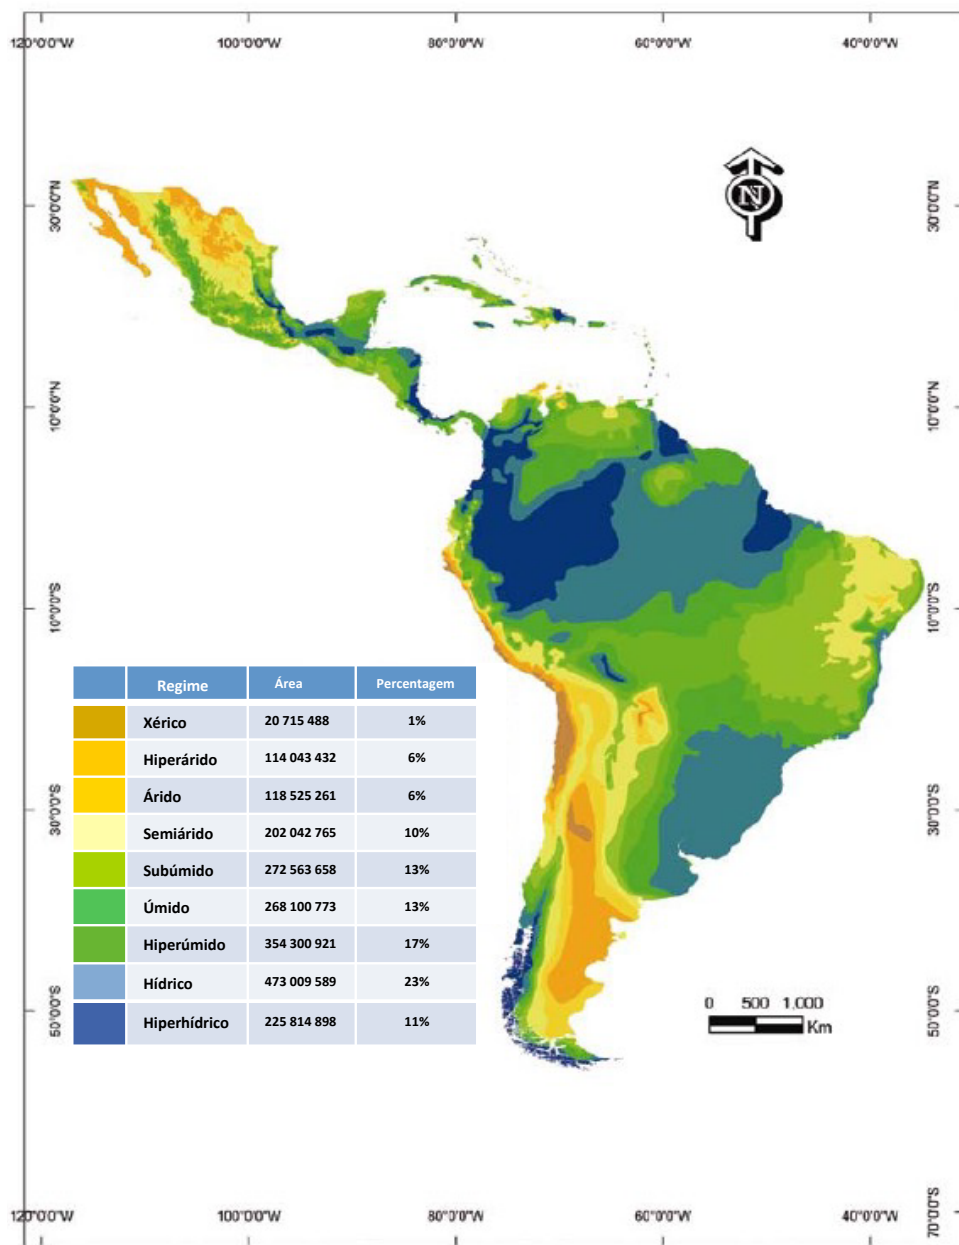 120°0'0"W 100°0'0"W 80°0'0"W 60°0'0"W 40°0'0"W
N
30°0'0"N 30°0'0"N
10°0'0"N 10°0'0"N
10°0'0"S 10°0'0"S
Regime Área Percentagem
Xérico 20 715 488 1%
Hiperárido 114 043 432 6%
Árido 118 525 261 6%
30°0'0"S 30°0'0"S
Semiárido 202 042 765 10%
Subúmido 272 563 658 13%
Úmido 268 100 773 13%
Hiperúmido 354 300 921 17%
Hídrico 473 009 589 23%
0 500 1.000
Km
50°0'0"S 50°0'0"S
Hiperhídrico 225 814 898 11%
70°0'0"S
120°0'0"W 100°0'0"W 80°0'0"W 60°0'0"W 40°0'0"W